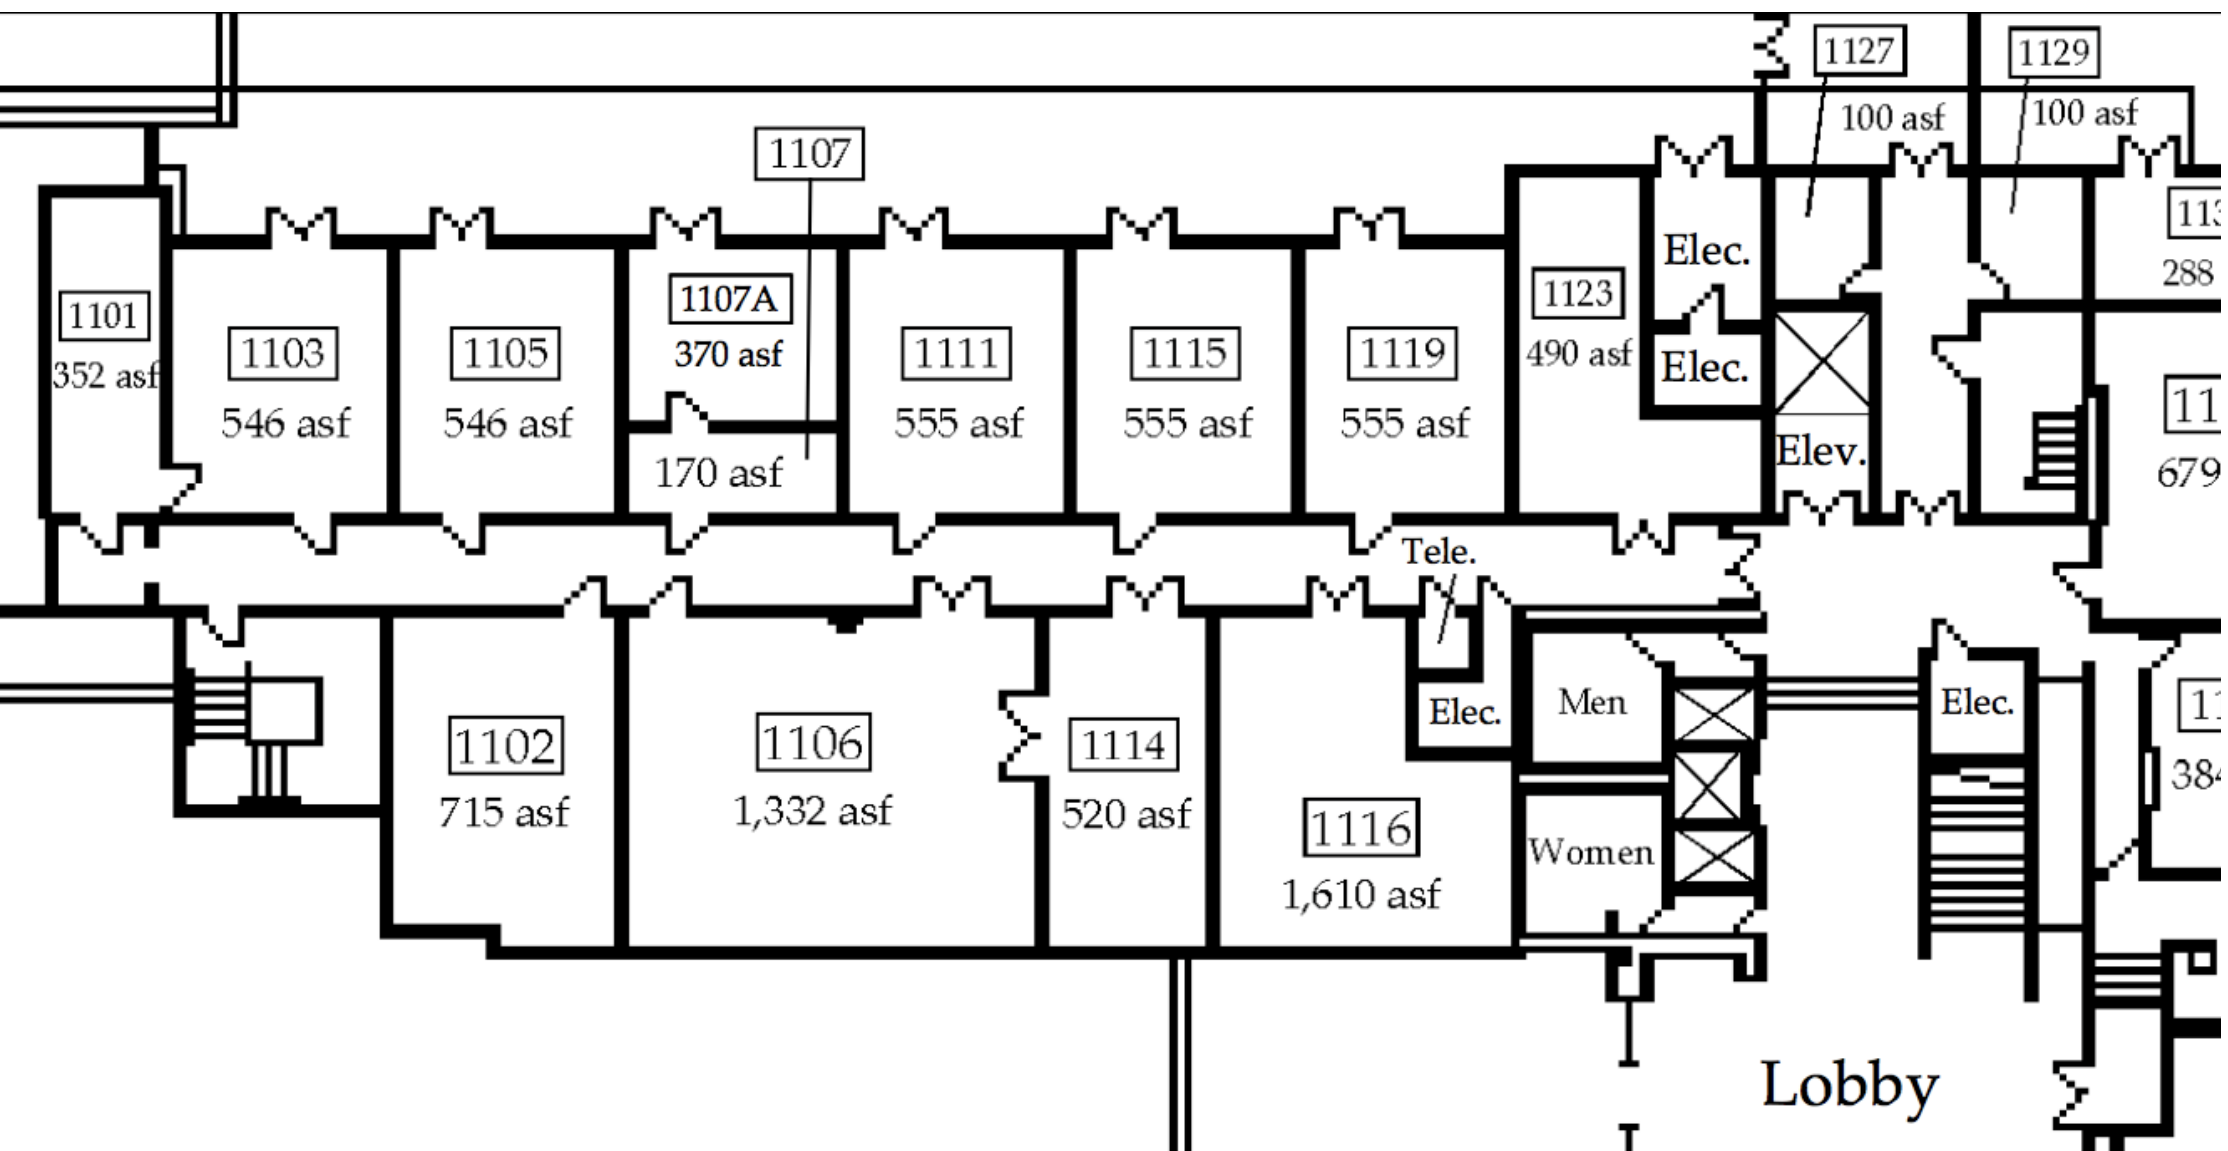 1127
1129
100 asf
100 asf
1107
288
Elec.
1107A
1123
1101
1103
1105
370 asf
1111
1115
1119
490 asf
Elec.
352 asf
546 asf
546 asf
555 asf
555 asf
555 asf
170 asf
Elev.
679
Tele.
Men
Elec.
Elec.
1102
1106
1114
715 asf
1,332 asf
520 asf
1116
Women
1,610 asf
Lobby